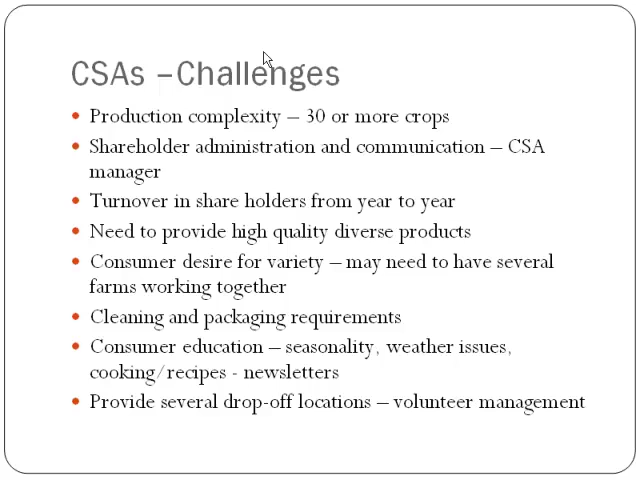 CSAs –Challenges
• Production complexity – 30 or more crops
• Shareholder administration and communication – CSA
manager
• Turnover in share holders from year to year
• Need to provide high quality diverse products
• Consumer desire for variety – may need to have several
farms working together
• Cleaning and packaging requirements
• Consumer education – seasonality, weather issues,
cooking/recipes - newsletters
• Provide several drop-off locations – volunteer management